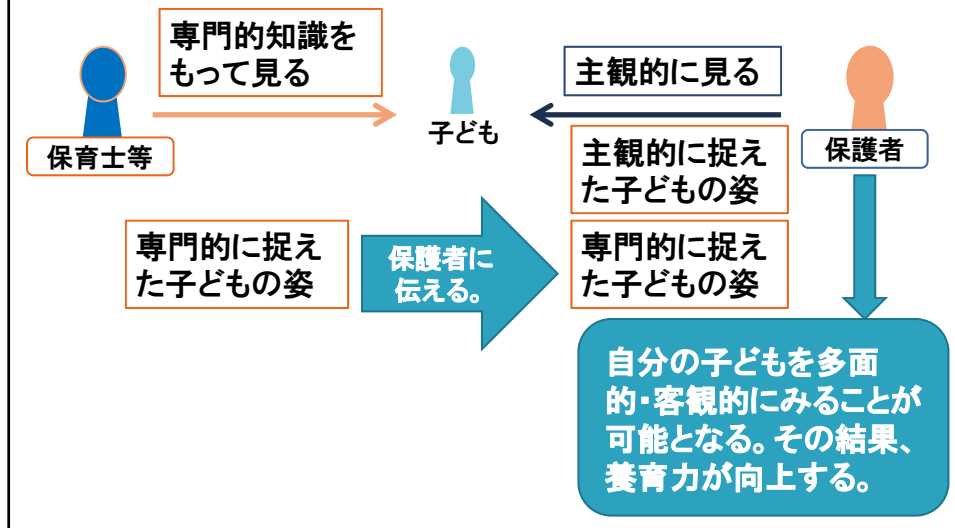 専門的知識を
もって見る
主観的に見る
子ども
保育士等
保護者
主観的に捉え
た子どもの姿
専門的に捉え
た子どもの姿
保護者に
伝える。
専門的に捉え
た子どもの姿
自分の子どもを多面
的・客観的にみることが
可能となる。その結果、
養育力が向上する。